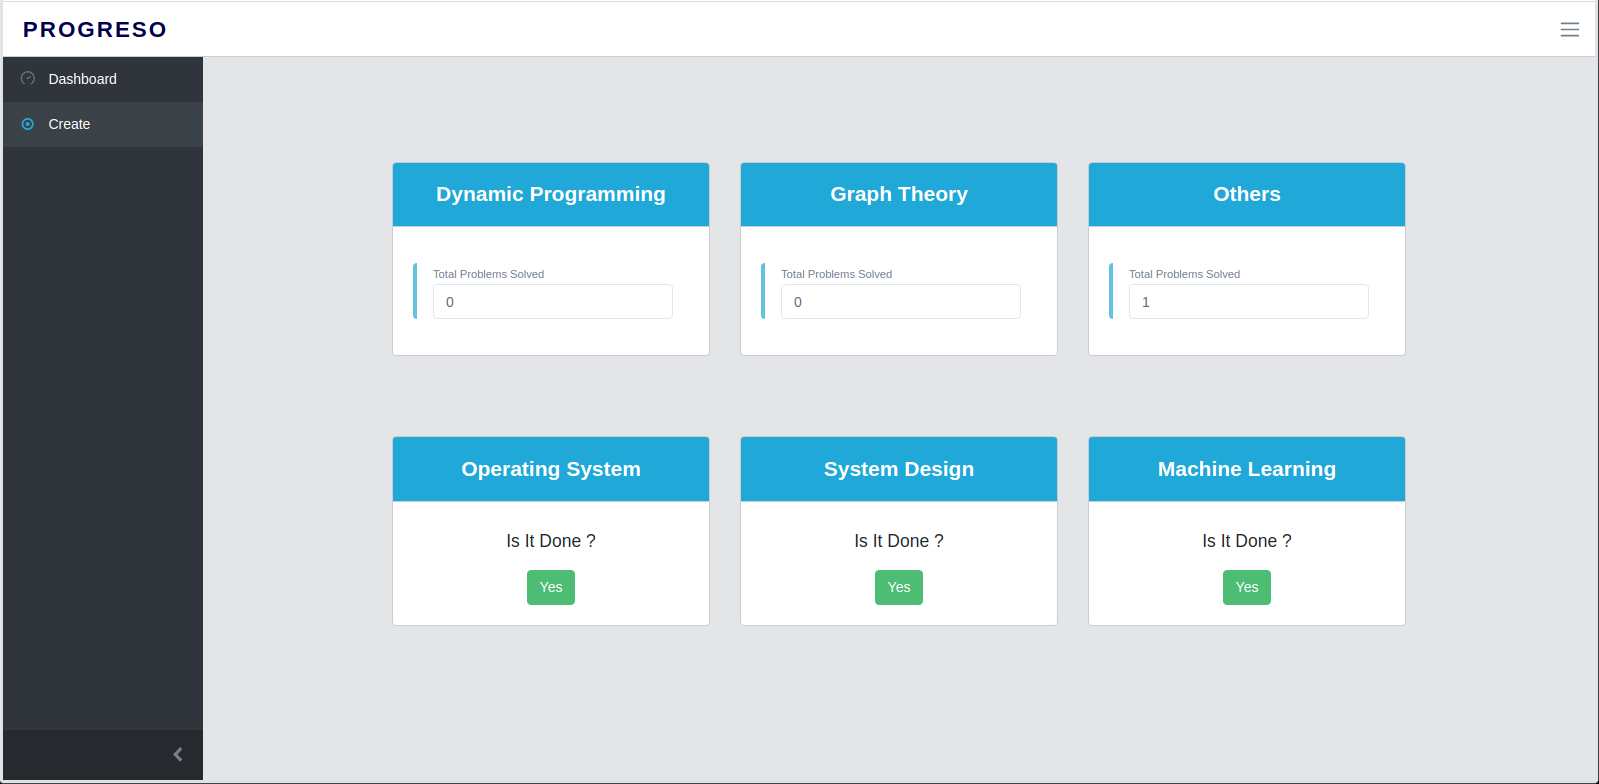 PROGRESO
Dashboard
Create
Dynamic Programming
Total Problems Solved
0
Graph Theory
Total Problems Solved
0
Others
Total Problems Solved
1
Operating System
Is It Done ?
Yes
System Design
Is It Done ?
Yes
Machine Learning
Is It Done ?
Yes